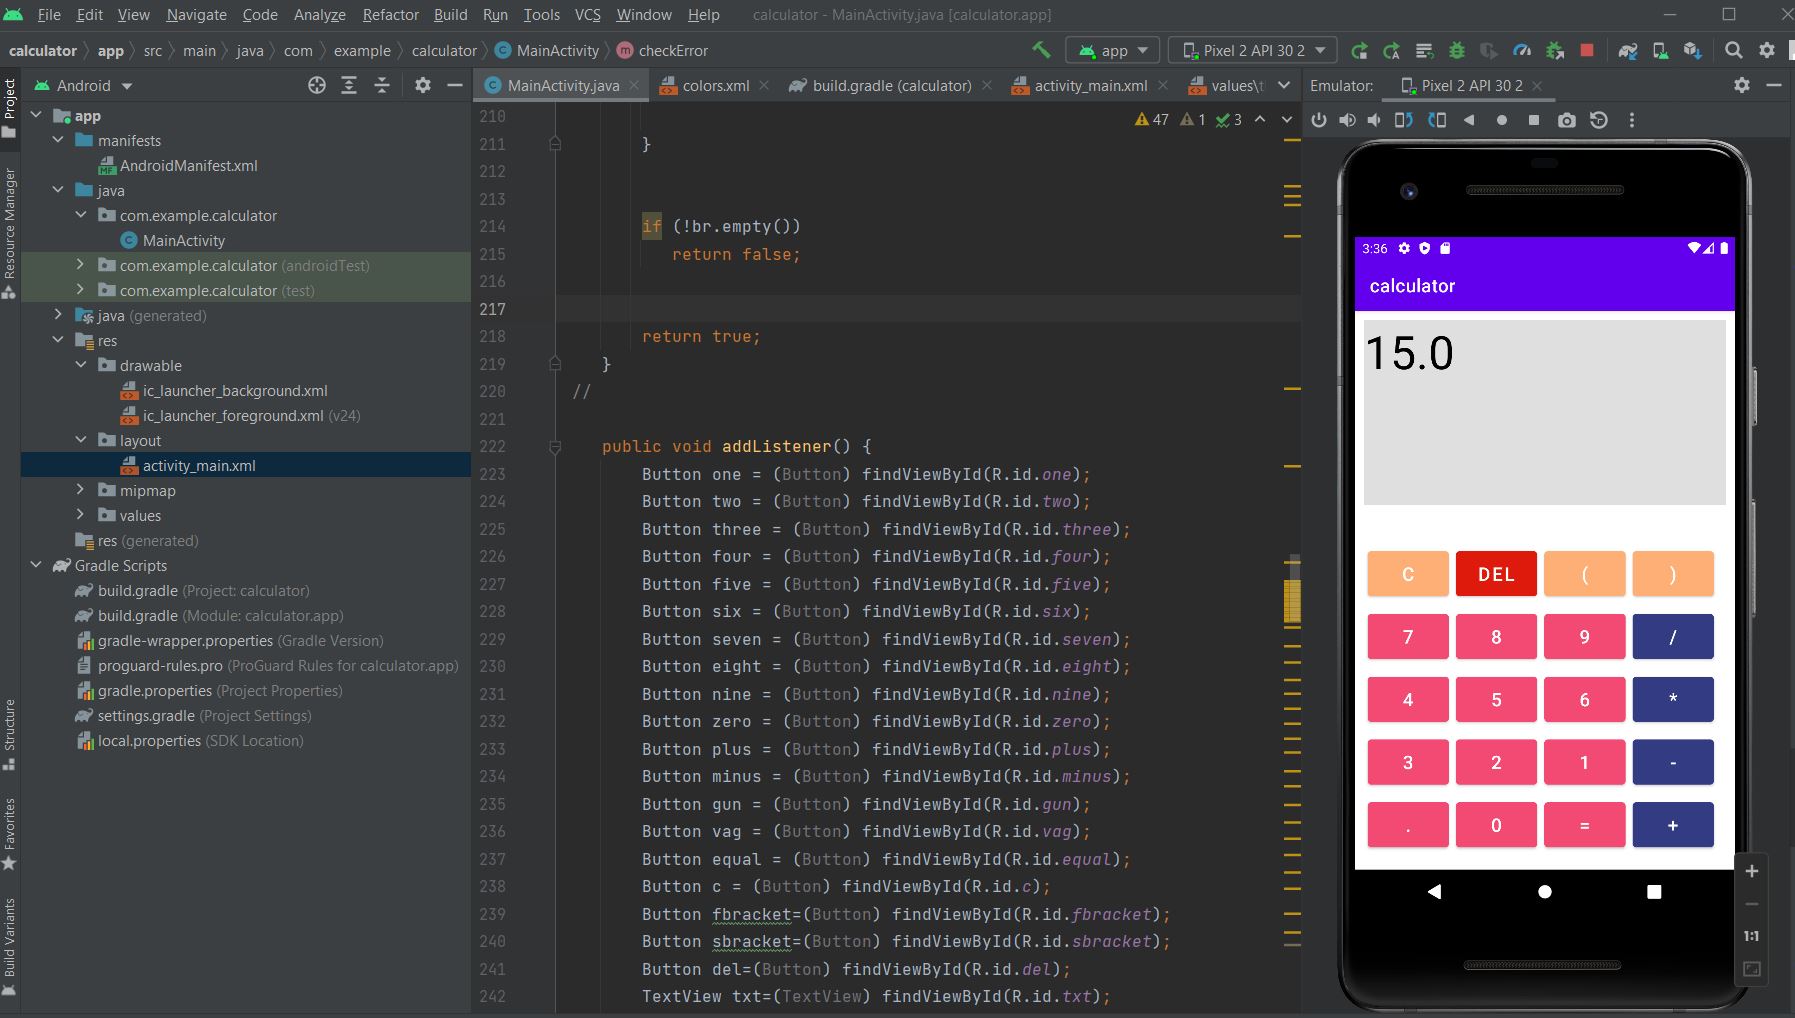 File Edit View Navigate Code Analyze Refactor Build Run Tools VCS Window Help calculator - MainActivity.java [calculator.app]
calculator app src main java com example calculator MainActivity checkError app Pixel 2 API 30 2
Project
Resource Manager
Structure
Favorites
Build Variants
Android
app
manifests
AndroidManifest.xml
java
com.example.calculator
MainActivity
com.example.calculator (androidTest)
com.example.calculator (test)
java (generated)
res
drawable
ic_launcher_background.xml
ic_launcher_foreground.xml (v24)
layout
activity_main.xml
mipmap
values
res (generated)
Gradle Scripts
build.gradle (Project: calculator)
build.gradle (Module: calculator.app)
gradle-wrapper.properties (Gradle Version)
proguard-rules.pro (ProGuard Rules for calculator.app)
gradle.properties (Project Properties)
settings.gradle (Project Settings)
local.properties (SDK Location)
MainActivity.java colors.xml build.gradle (calculator) activity_main.xml values\
47 1 3
210
211 }
212
213
214 if (!br.empty())
215 return false;
216
217
218 return true;
219 }
220 //
221
222 public void addListener() {
223 Button one = (Button) findViewById(R.id.one);
224 Button two = (Button) findViewById(R.id.two);
225 Button three = (Button) findViewById(R.id.three);
226 Button four = (Button) findViewById(R.id.four);
227 Button five = (Button) findViewById(R.id.five);
228 Button six = (Button) findViewById(R.id.six);
229 Button seven = (Button) findViewById(R.id.seven);
230 Button eight = (Button) findViewById(R.id.eight);
231 Button nine = (Button) findViewById(R.id.nine);
232 Button zero = (Button) findViewById(R.id.zero);
233 Button plus = (Button) findViewById(R.id.plus);
234 Button minus = (Button) findViewById(R.id.minus);
235 Button gun = (Button) findViewById(R.id.gun);
236 Button vag = (Button) findViewById(R.id.vag);
237 Button equal = (Button) findViewById(R.id.equal);
238 Button c = (Button) findViewById(R.id.c);
239 Button fbracket=(Button) findViewById(R.id.fbracket);
240 Button sbracket=(Button) findViewById(R.id.sbracket);
241 Button del=(Button) findViewById(R.id.del);
242 TextView txt=(TextView) findViewById(R.id.txt);
Emulator: Pixel 2 API 30 2
3:36
calculator
15.0
C DEL ( )
7 8 9 /
4 5 6 *
3 2 1 -
. 0 = +
1:1